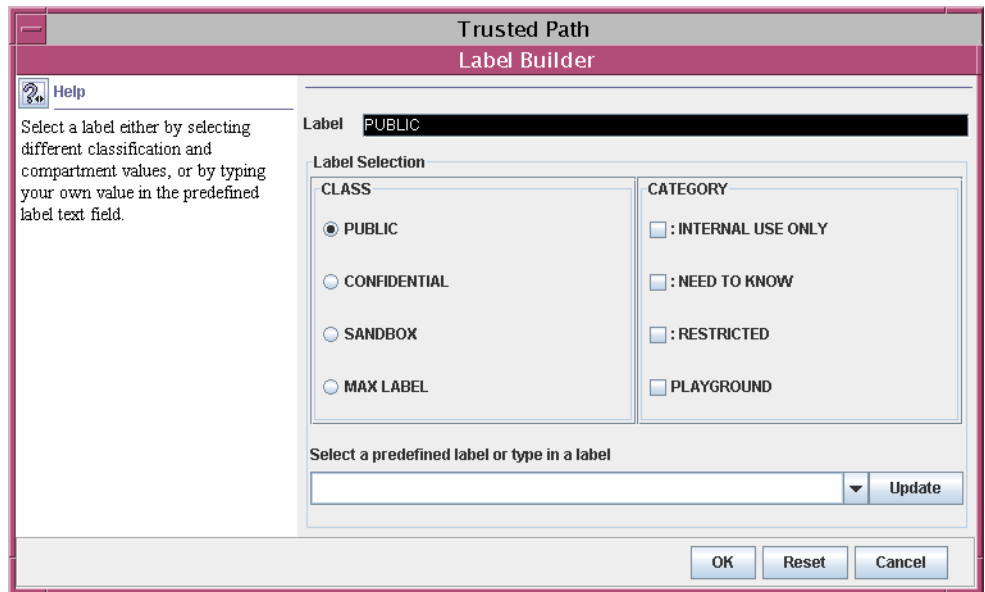 Trusted Path
Label Builder
Help
Select a label either by selecting
different classification and
compartment values, or by typing
your own value in the predefined
label text field.
Label PUBLIC
Label Selection
CLASS
PUBLIC
CONFIDENTIAL
SANDBOX
MAX LABEL
CATEGORY
: INTERNAL USE ONLY
: NEED TO KNOW
: RESTRICTED
PLAYGROUND
Select a predefined label or type in a label
Update
OK Reset Cancel